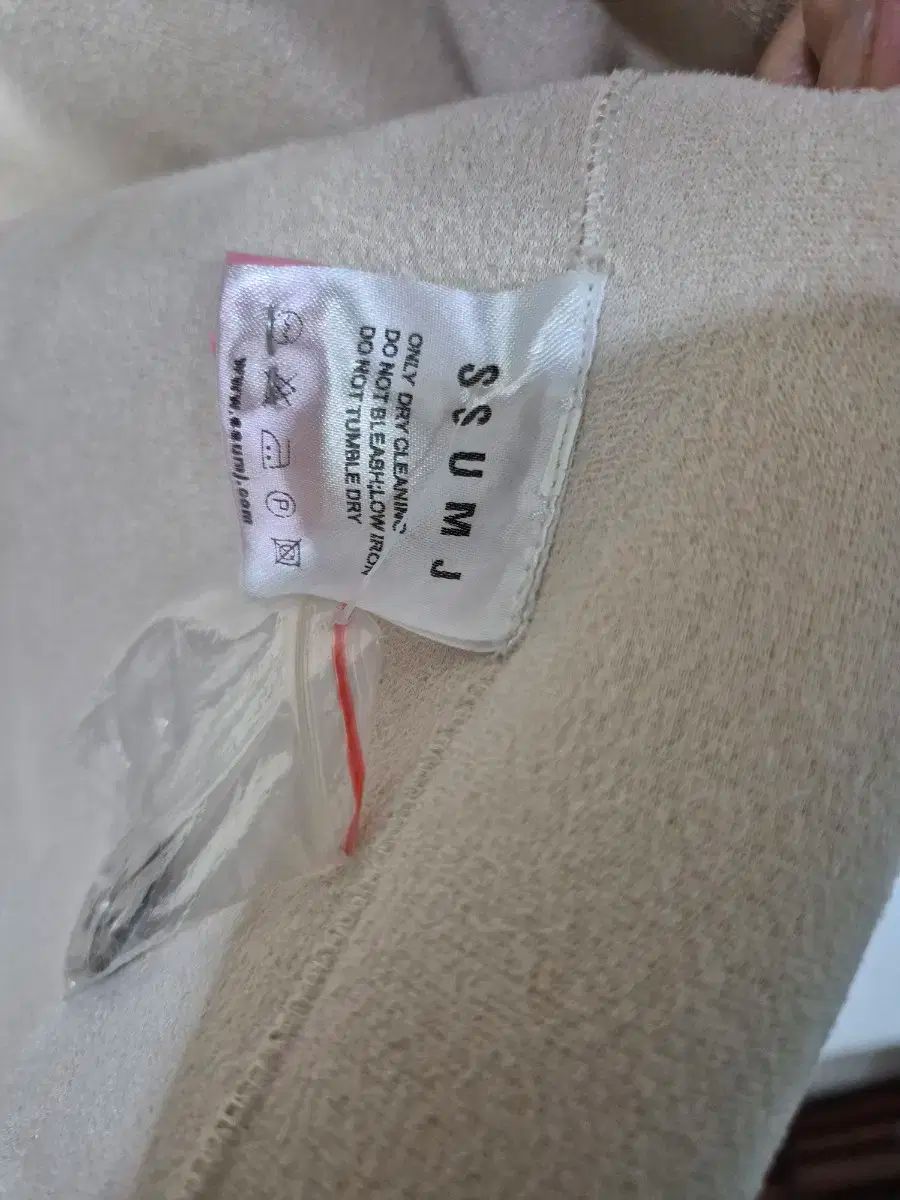 SSUMJ
ONLY DRY CLEANING
DO NOT BLEASH;LOW IRON
DO NOT TUMBLE DRY
P
www.ssumj.com